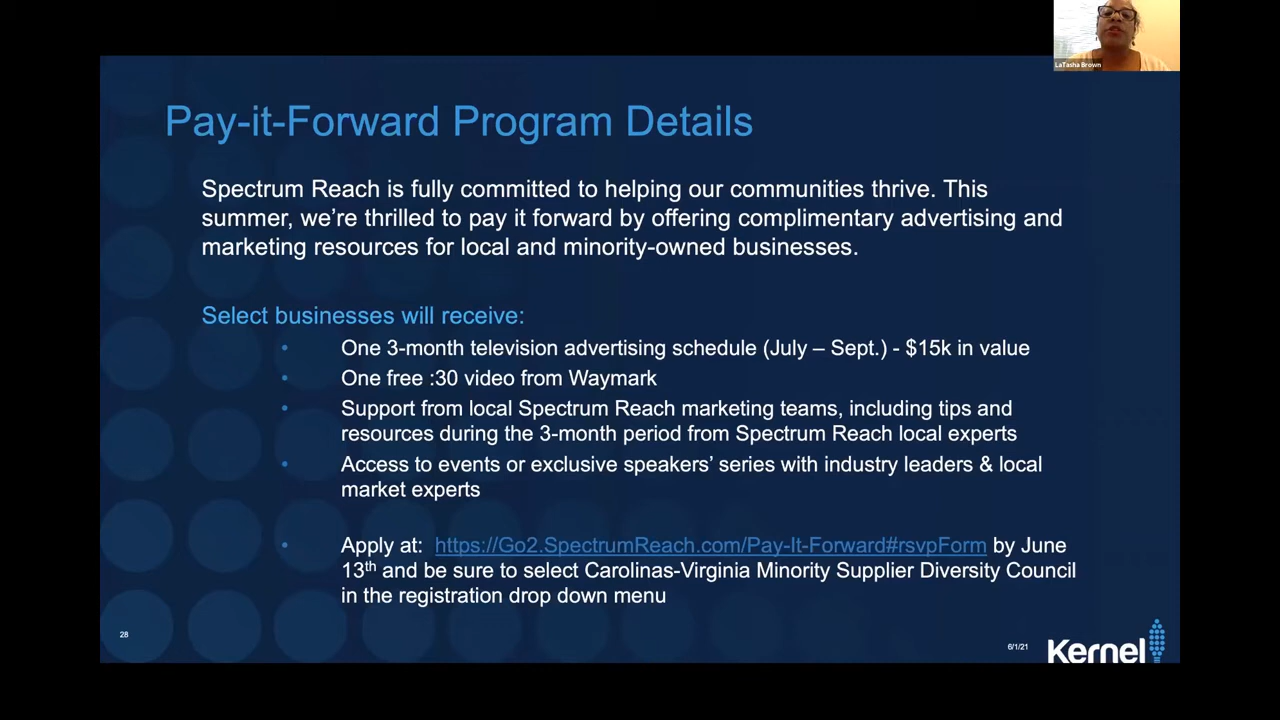 LaTasha Brown
Pay-it-Forward Program Details
Spectrum Reach is fully committed to helping our communities thrive. This
summer, we’re thrilled to pay it forward by offering complimentary advertising and
marketing resources for local and minority-owned businesses.
Select businesses will receive:
• One 3-month television advertising schedule (July – Sept.) - $15k in value
• One free :30 video from Waymark
• Support from local Spectrum Reach marketing teams, including tips and
resources during the 3-month period from Spectrum Reach local experts
• Access to events or exclusive speakers’ series with industry leaders & local
market experts
• Apply at: https://Go2.SpectrumReach.com/Pay-It-Forward#rsvpForm by June
13th and be sure to select Carolinas-Virginia Minority Supplier Diversity Council
in the registration drop down menu
28
6/1/21
Kernel